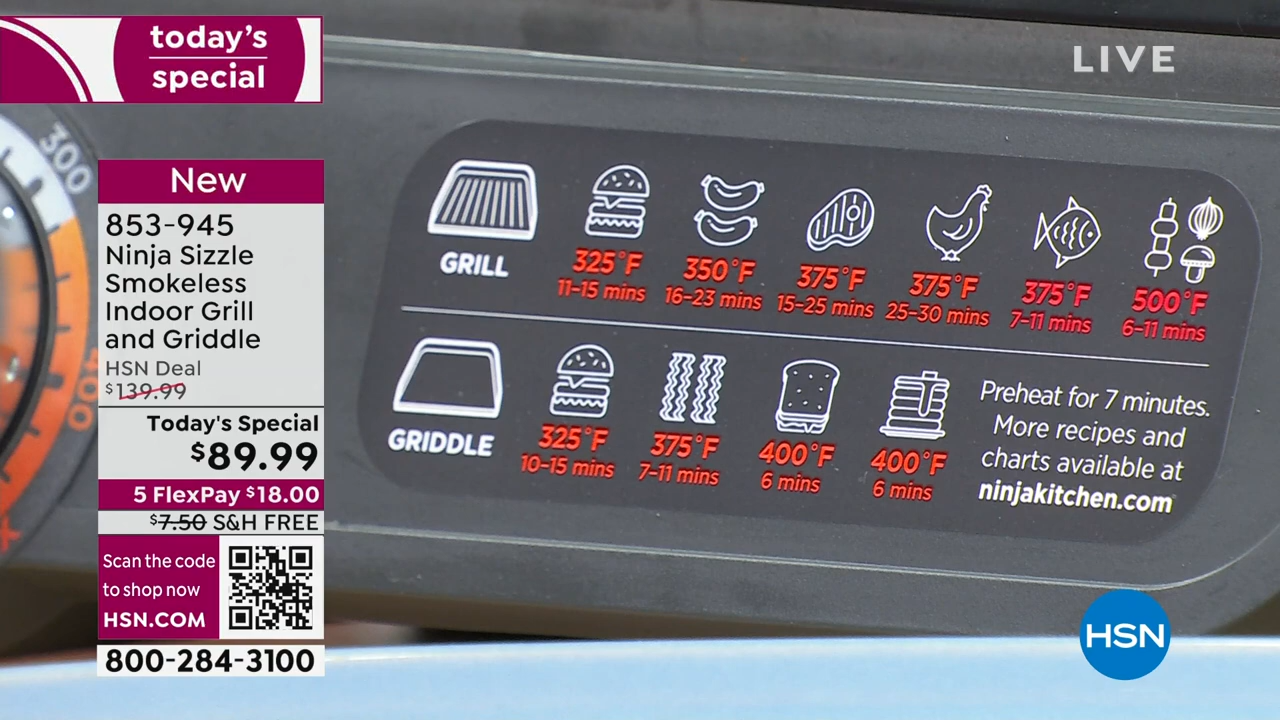 today's
special
LIVE
New
853-945
Ninja Sizzle
Smokeless
Indoor Grill
and Griddle
HSN Deal
$139.99
Today's Special
$89.99
5 FlexPay $18.00
$7.50 S&H FREE
Scan the code
to shop now
HSN.COM
800-284-3100
300
400
GRILL
325°F
11-15 mins
350°F
16-23 mins
375°F
15-25 mins
375°F
25-30 mins
375°F
7-11 mins
500°F
6-11 mins
GRIDDLE
325°F
10-15 mins
375°F
7-11 mins
400°F
6 mins
400°F
6 mins
Preheat for 7 minutes.
More recipes and
charts available at
ninjakitchen.com
HSN